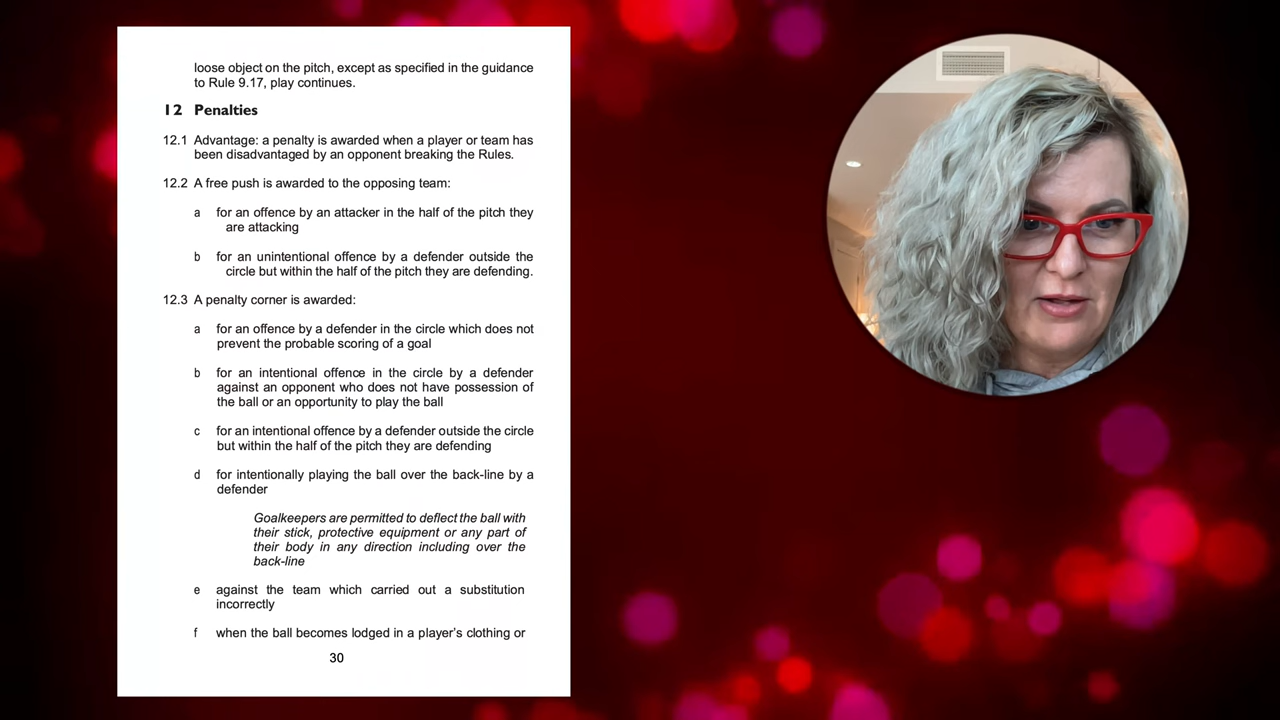 loose object on the pitch, except as specified in the guidance
to Rule 9.17, play continues.
12 Penalties
12.1 Advantage: a penalty is awarded when a player or team has
been disadvantaged by an opponent breaking the Rules.
12.2 A free push is awarded to the opposing team:
a for an offence by an attacker in the half of the pitch they
are attacking
b for an unintentional offence by a defender outside the
circle but within the half of the pitch they are defending.
12.3 A penalty corner is awarded:
a for an offence by a defender in the circle which does not
prevent the probable scoring of a goal
b for an intentional offence in the circle by a defender
against an opponent who does not have possession of
the ball or an opportunity to play the ball
c for an intentional offence by a defender outside the circle
but within the half of the pitch they are defending
d for intentionally playing the ball over the back-line by a
defender
Goalkeepers are permitted to deflect the ball with
their stick, protective equipment or any part of
their body in any direction including over the
back-line
e against the team which carried out a substitution
incorrectly
f when the ball becomes lodged in a player's clothing or
30